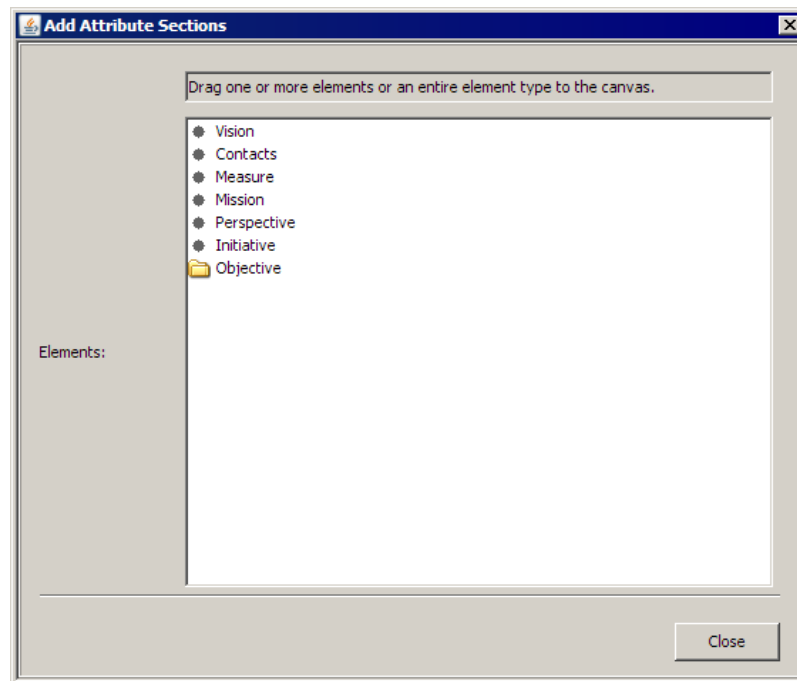 Add Attribute Sections
Drag one or more elements or an entire element type to the canvas.
Vision
Contacts
Measure
Mission
Perspective
Initiative
Objective
Elements:
Close